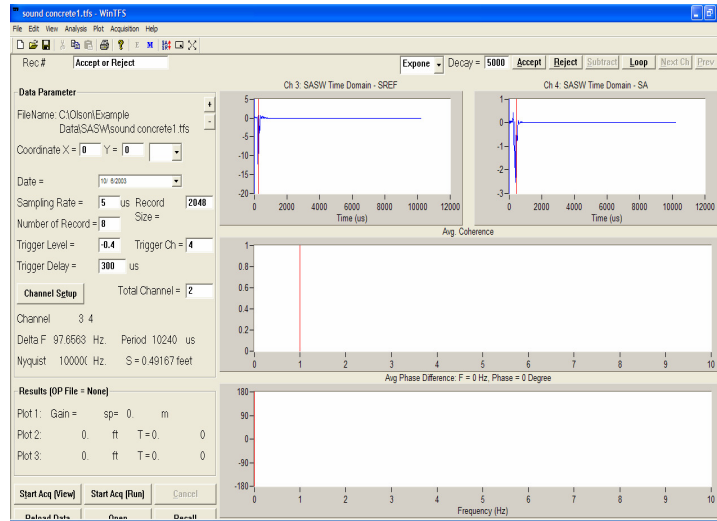 sound concrete1.tfs - WinTFS
File Edit View Analysis Plot Acquisition Help
E M
Rec # Accept or Reject Expone Decay = 5000 Accept Reject Subtract Loop Next Ch Prev
Data Parameter
FileName: C:\Olson\Example
Data\SASW\sound concrete1.tfs
+
-
Coordinate X = 0 Y = 0
Date = 10/ 8/2003
Sampling Rate = 5 us Record Size = 2048
Number of Record = 8
Trigger Level = -0.4 Trigger Ch = 4
Trigger Delay = 300 us
Channel Setup Total Channel = 2
Channel 3 4
Delta F 97.6563 Hz. Period 10240 us
Nyquist 10000( Hz. S = 0.49167 feet
Results (OP File = None)
Plot 1: Gain = sp= 0. m
Plot 2: 0. ft T = 0. 0
Plot 3: 0. ft T = 0. 0
Start Acq (View) Start Acq (Run) Cancel
Reload Data Open Recall
Ch 3: SASW Time Domain - SREF
5
0
-5
-10
-15
-20
0 2000 4000 6000 8000 10000 12000
Time (us)
Ch 4: SASW Time Domain - SA
1
0
-1
-2
-3
0 2000 4000 6000 8000 10000 12000
Time (us)
Avg. Coherence
1
0.8
0.6
0.4
0.2
0 1 2 3 4 5 6 7 8 9 10
Avg Phase Difference: F = 0 Hz, Phase = 0 Degree
180
90
0
-90
-180
0 1 2 3 4 5 6 7 8 9 10
Frequency (Hz)